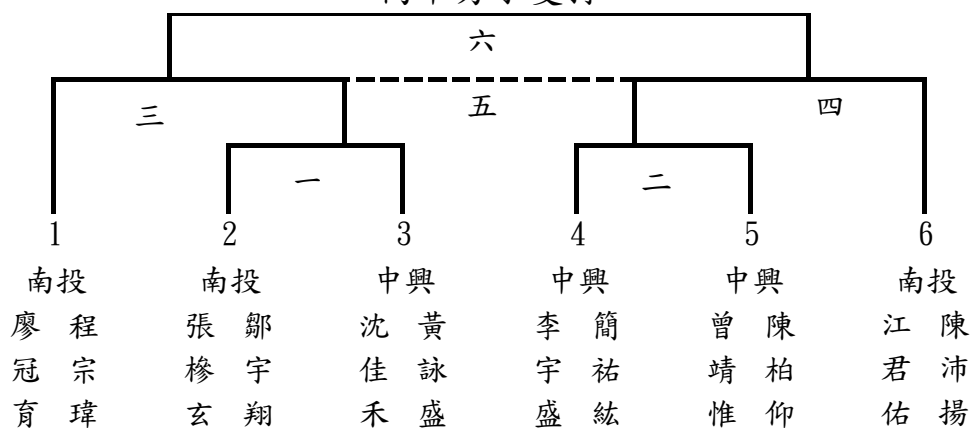 六
三 五 四
一 二
1 2 3 4 5 6
南投 南投 中興 中興 中興 南投
廖 程 張 鄒 沈 黃 李 簡 曾 陳 江 陳
冠 宗 槮 宇 佳 詠 宇 祐 靖 柏 君 沛
育 瑋 玄 翔 禾 盛 盛 紘 惟 仰 佑 揚